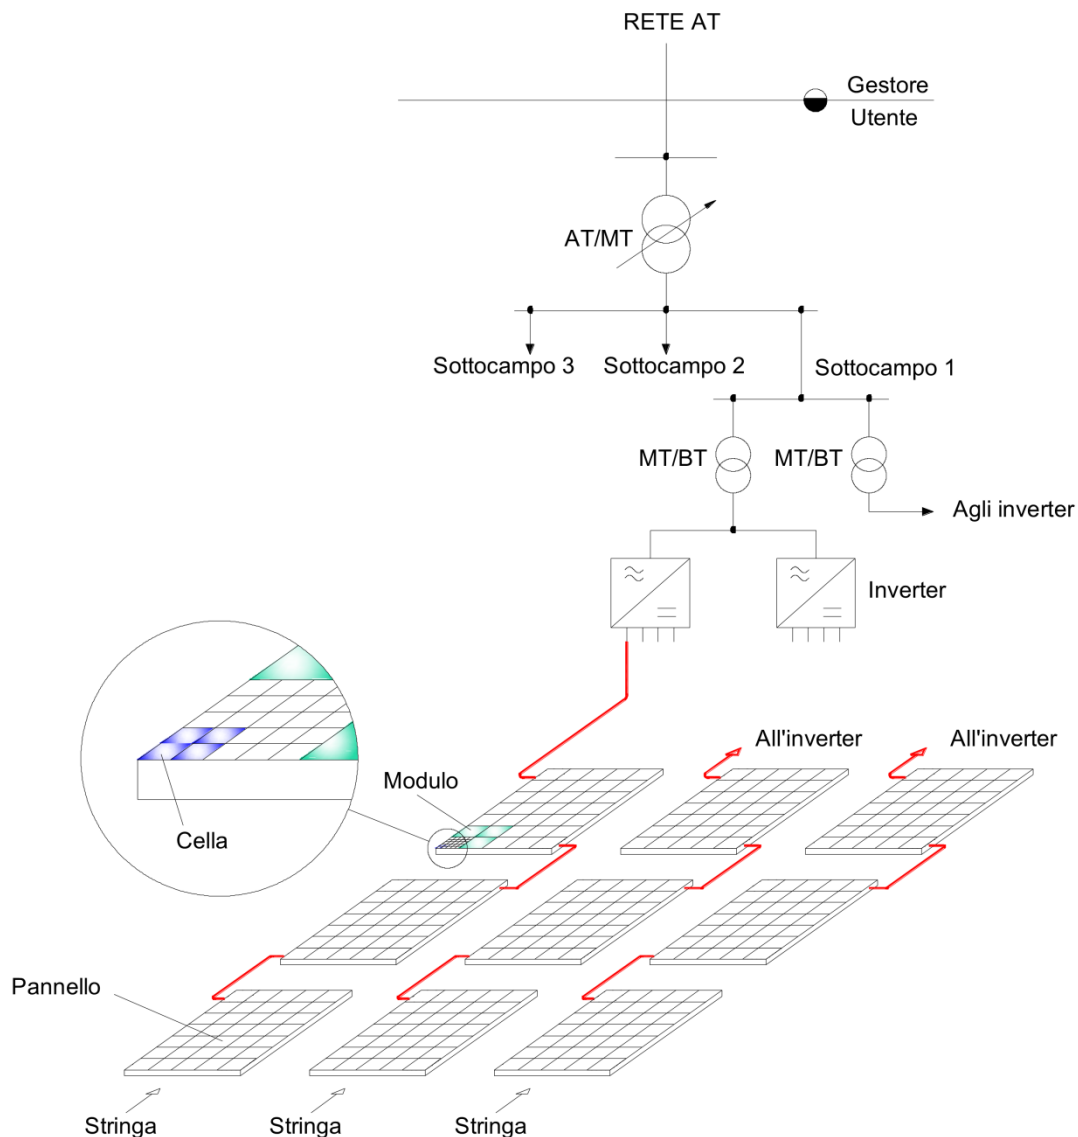 RETE AT
Gestore
Utente
AT/MT
Sottocampo 3
Sottocampo 2
Sottocampo 1
MT/BT
MT/BT
Agli inverter
Inverter
All'inverter
All'inverter
Modulo
Cella
Pannello
Stringa
Stringa
Stringa